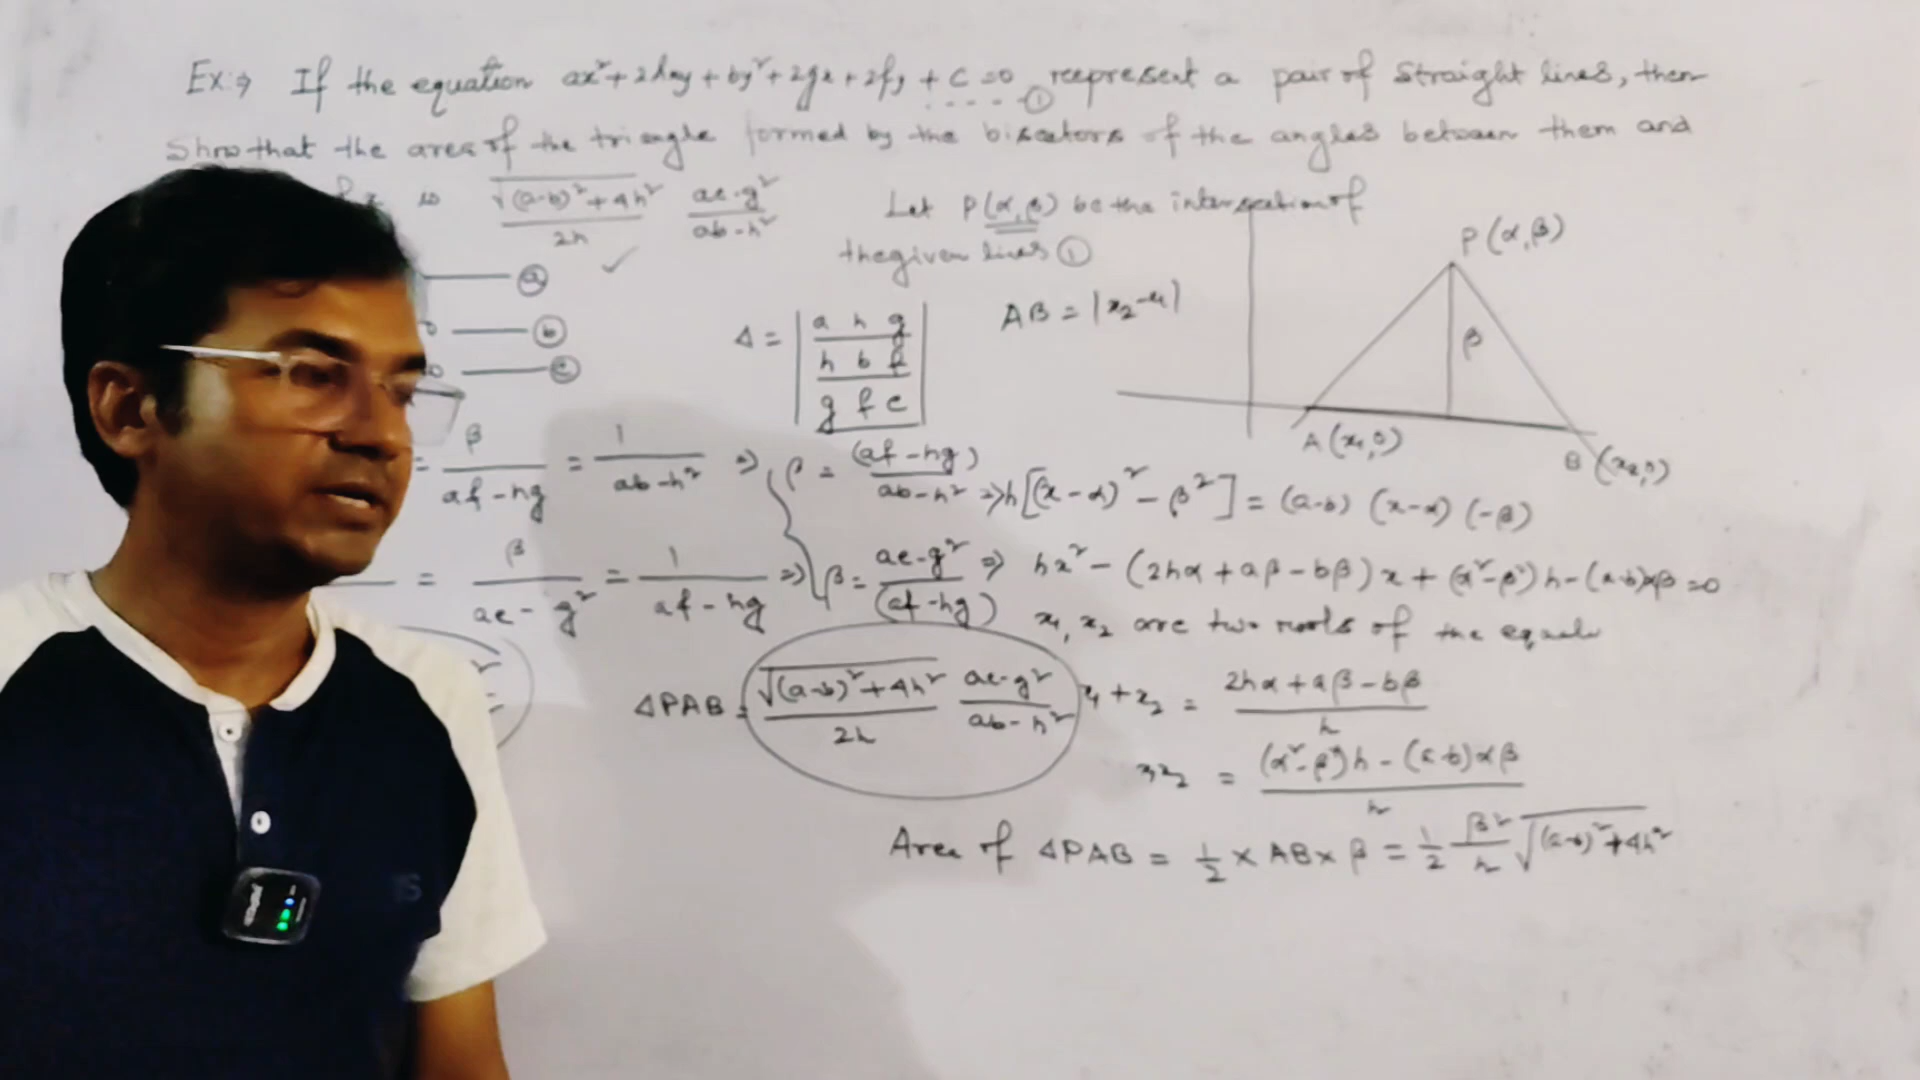 Ex:⇒ If the equation ax²+2hxy+by²+2gx+2fy+c=0 represent a pair of straight lines, then
.....①
Show that the area of the triangle formed by the bisectors of the angles between them and
is √((a-b)²+4h²)/2h (ac-g²)/(ab-h²) ✓
Let P(α,β) be the intersection of
the given lines ①
P(α,β)
ⓐ
ⓑ
ⓒ
Δ = | a h g |
| h b f |
| g f c |
AB = |x₂-x₁|
β
A(x₁,0)
B(x₂,0)
= β/(af-hg) = 1/(ab-h²) ⇒ β = (af-hg)/(ab-h²)
⇒ h[(x-α)²-β²] = (a-b)(x-α)(-β)
= β/(ac-g²) = 1/(af-hg) ⇒ β = (ac-g²)/(af-hg)
⇒ hx²-(2hα+aβ-bβ)x+(α²-β²)h-(a-b)αβ=0
x₁, x₂ are two roots of the
ΔPAB = √((a-b)²+4h²)/2h (ac-g²)/(ab-h²)
x₁+x₂ = (2hα+aβ-bβ)/h
x₁x₂ = ((α²-β²)h-(a-b)αβ)/h
Area of ΔPAB = ½×AB×β = ½ β²/h √((a-b)²+4h²)